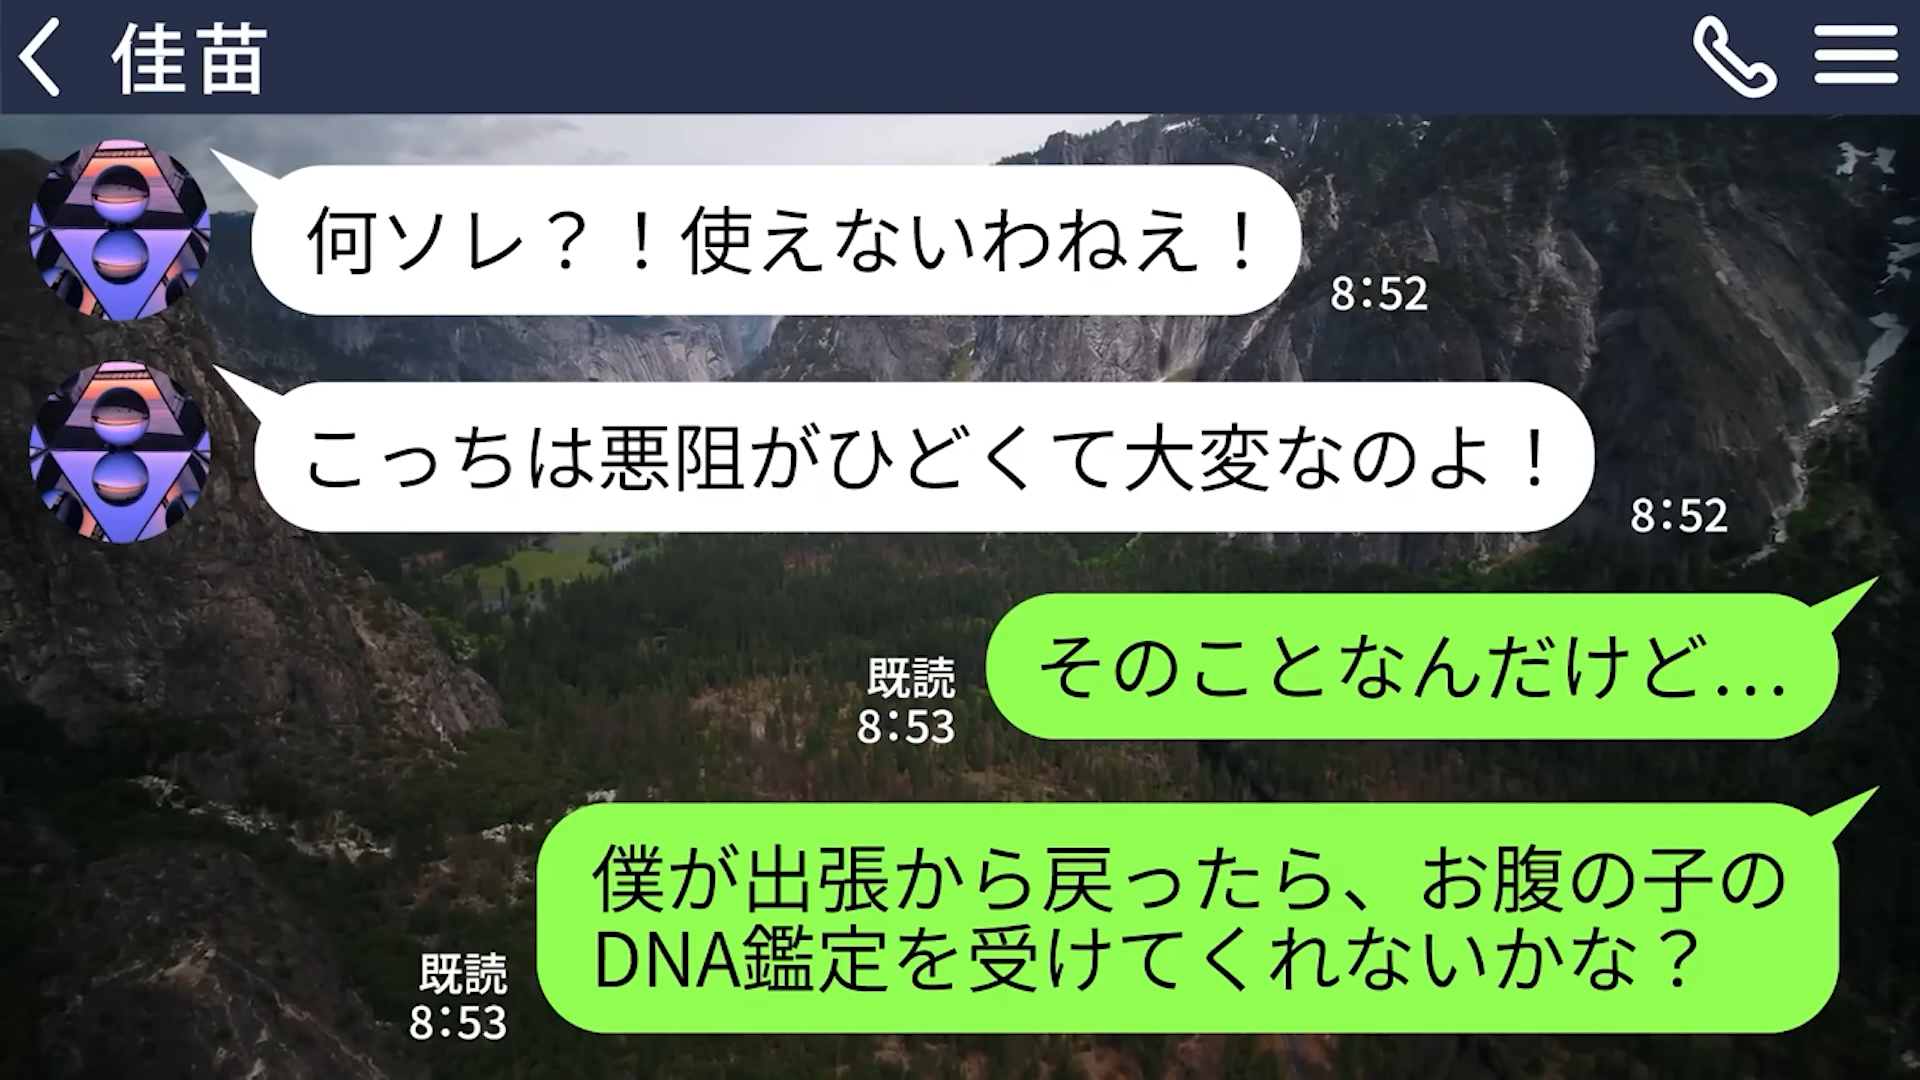 佳苗
何ソレ？！使えないわねえ！
8:52
こっちは悪阻がひどくて大変なのよ！
8:52
そのことなんだけど…
既読
8:53
僕が出張から戻ったら、お腹の子の
DNA鑑定を受けてくれないかな？
既読
8:53